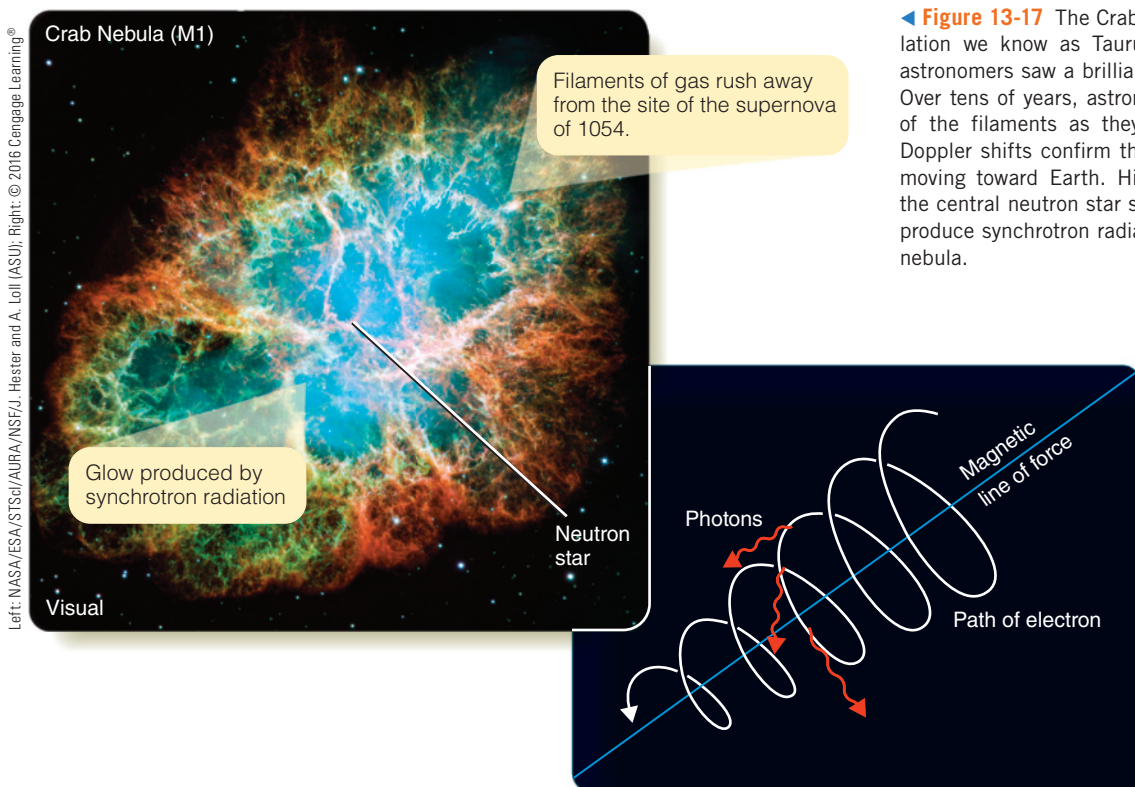 Left: NASA/ESA/STScI/AURA/NSF/J. Hester and A. Loll (ASU); Right: © 2016 Cengage Learning®
Crab Nebula (M1)
Filaments of gas rush away
from the site of the supernova
of 1054.
Glow produced by
synchrotron radiation
Neutron
star
Visual
◀ Figure 13-17 The Crab
lation we know as Taur
astronomers saw a brillia
Over tens of years, astron
of the filaments as they
Doppler shifts confirm th
moving toward Earth. Hi
the central neutron star s
produce synchrotron radia
nebula.
Magnetic
line of force
Photons
Path of electron